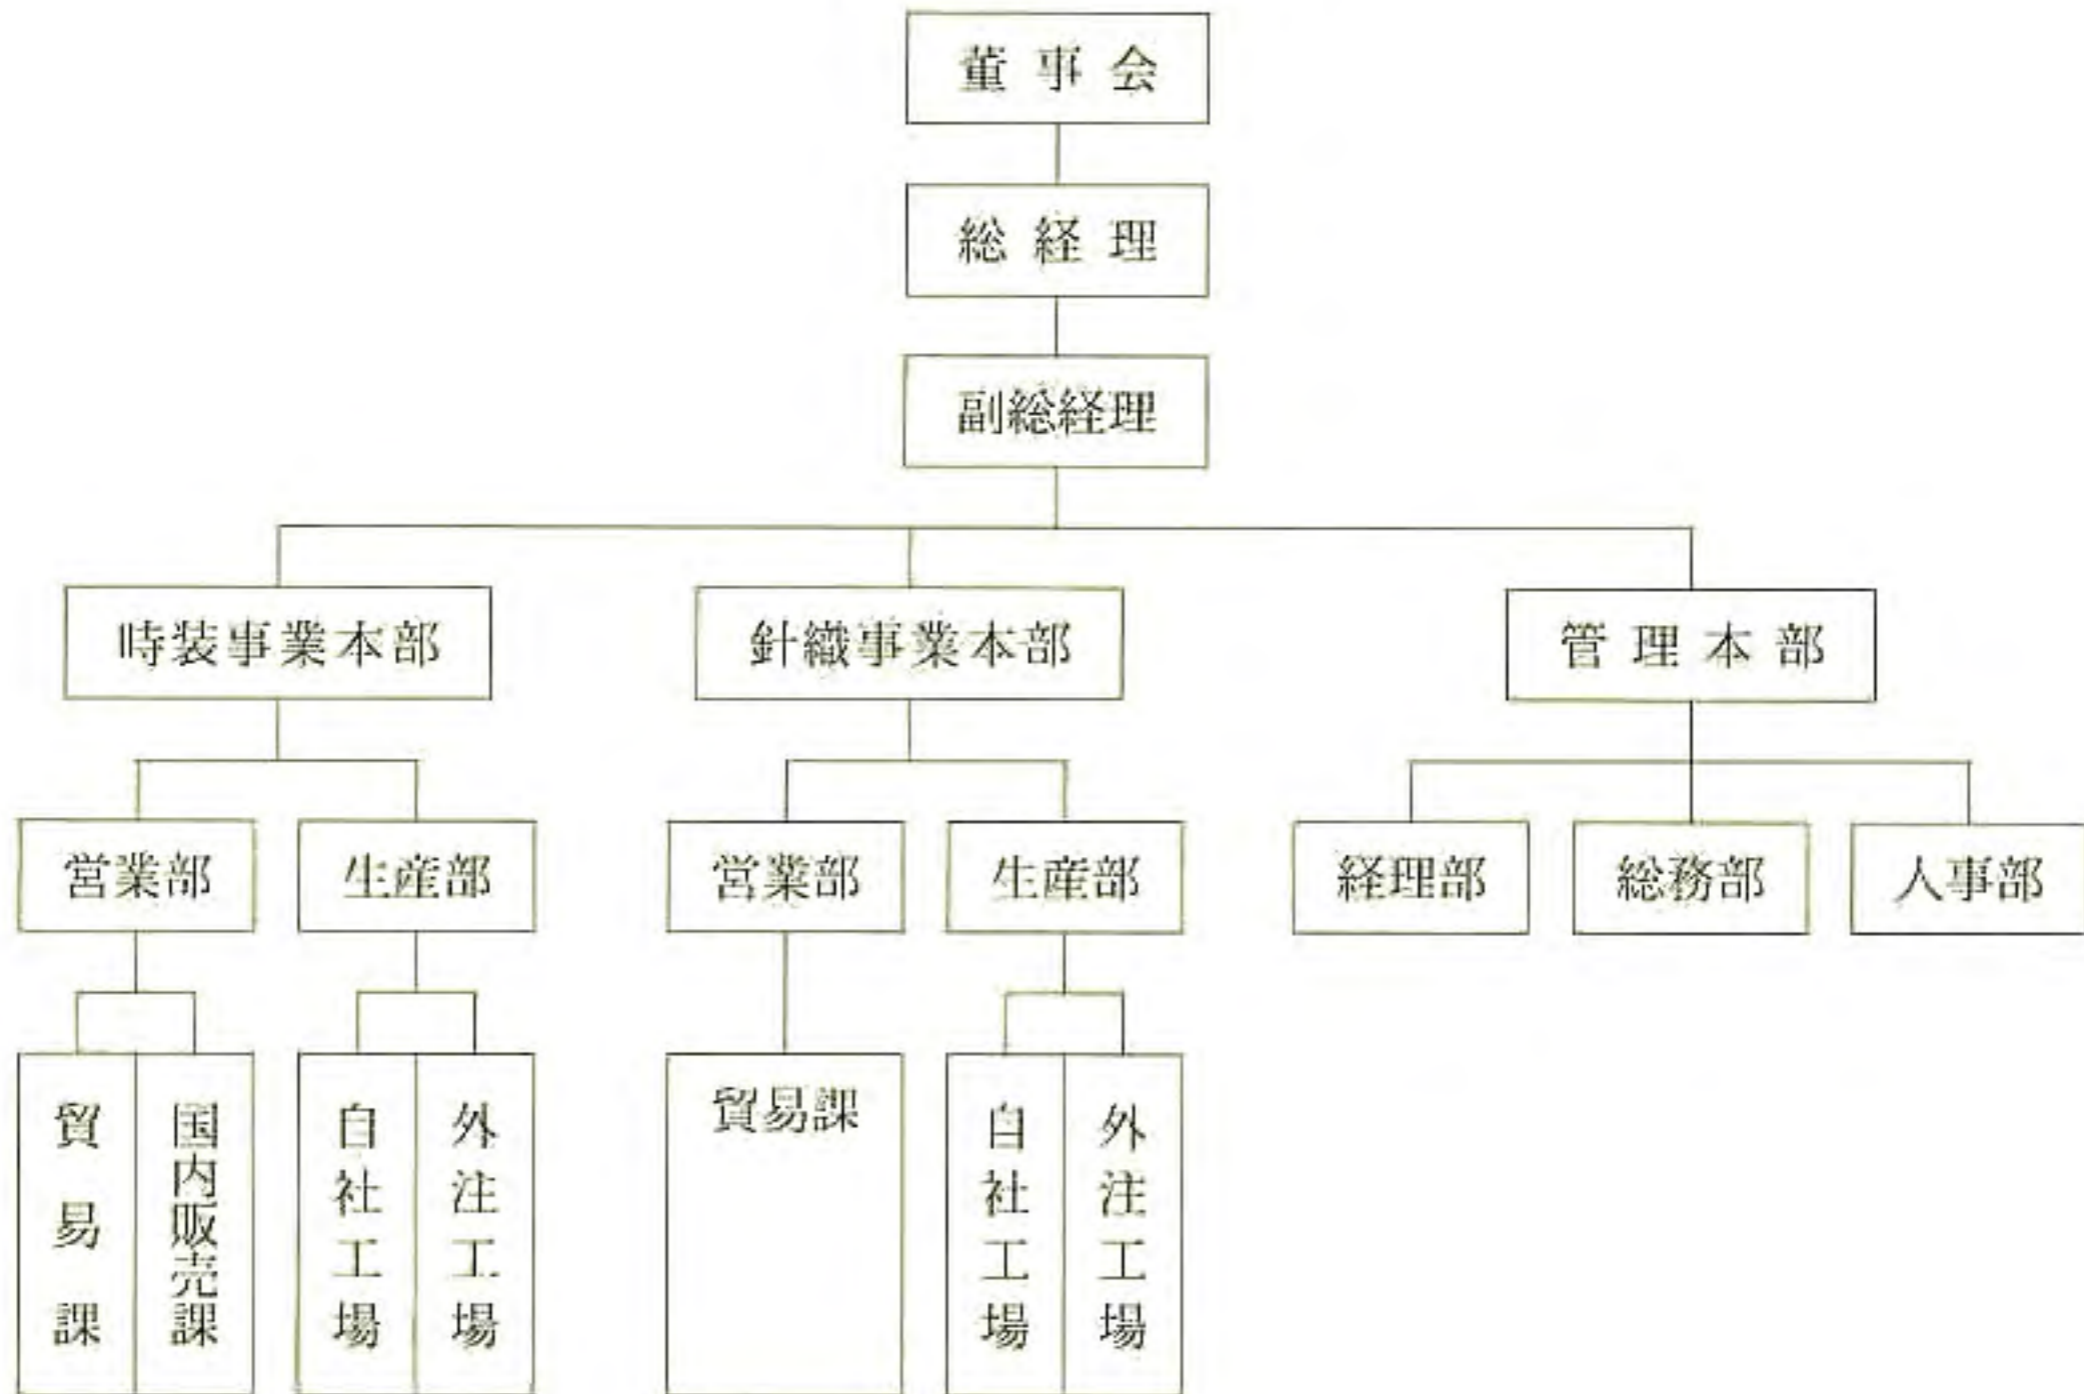 董事会
総経理
副総経理
時装事業本部
針織事業本部
管理本部
営業部
生産部
営業部
生産部
経理部
総務部
人事部
貿易課
国内販売課
自社工場
外注工場
貿易課
自社工場
外注工場